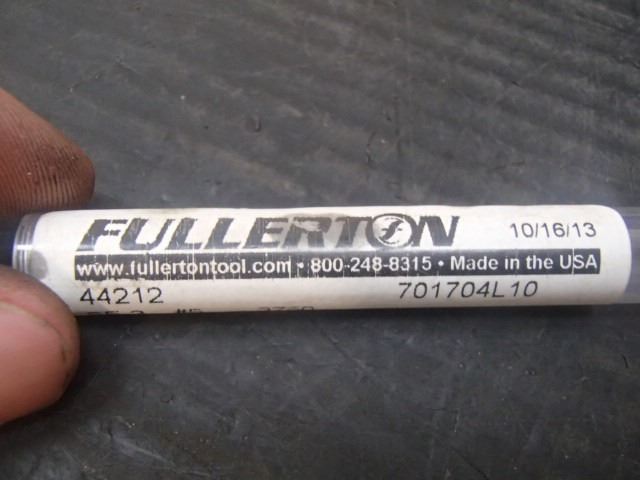 FULLERTON 10/16/13
www.fullertontool.com • 800-248-8315 • Made in the USA
44212 701704L10